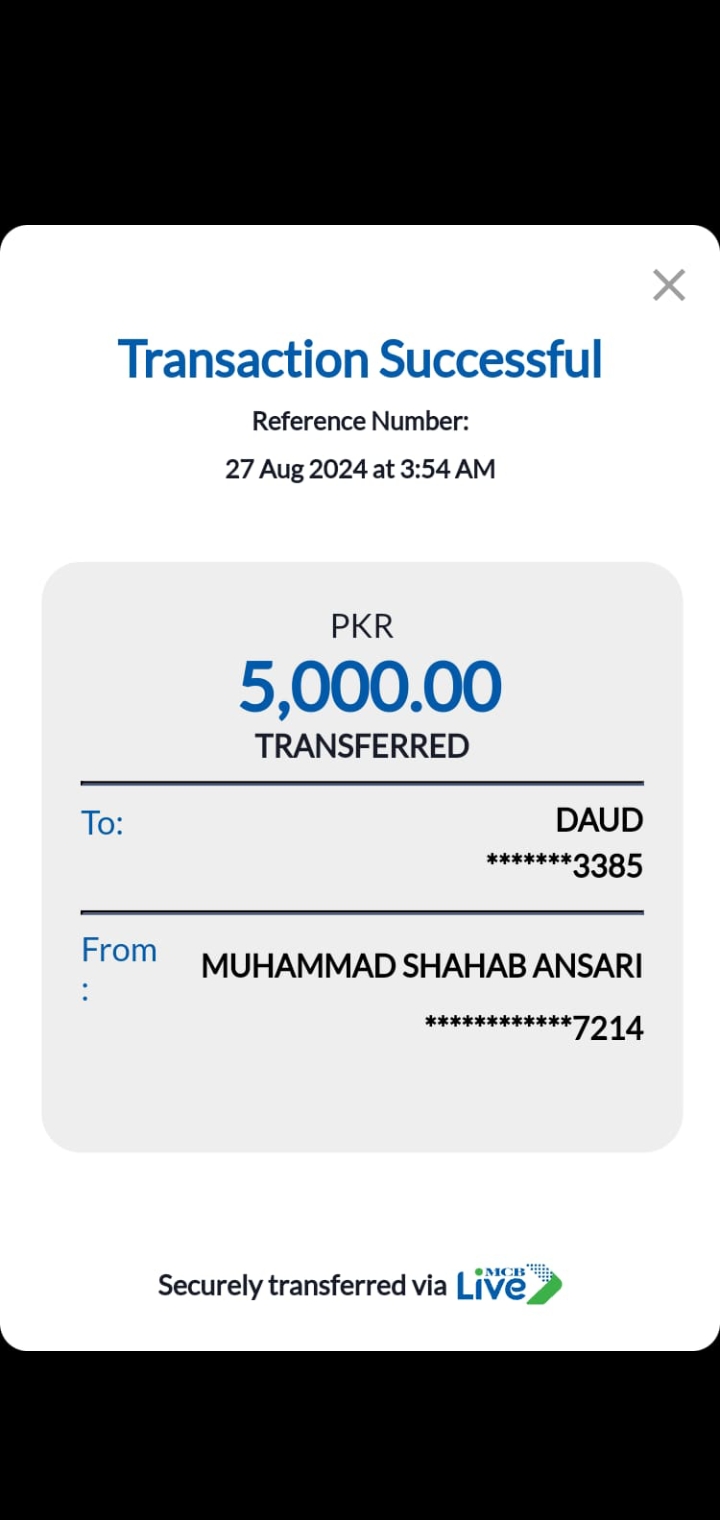 Transaction Successful
Reference Number:
27 Aug 2024 at 3:54 AM
PKR
5,000.00
TRANSFERRED
To:
DAUD
*******3385
From
:
MUHAMMAD SHAHAB ANSARI
************7214
Securely transferred via MCB Live